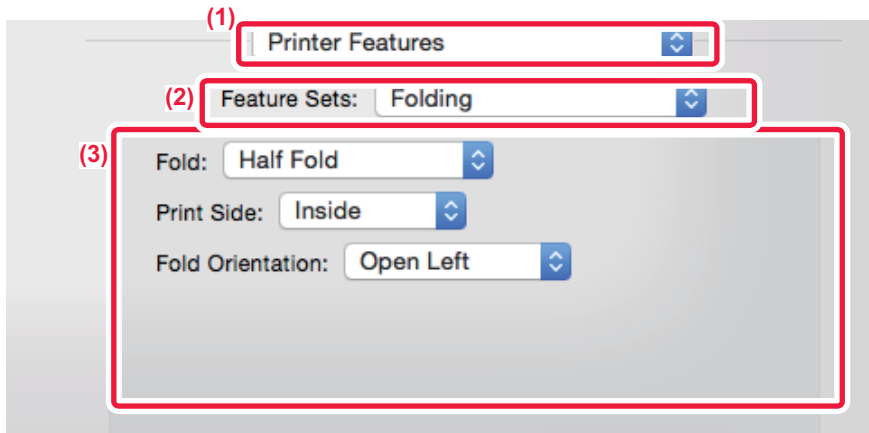 (1)
Printer Features
(2) Feature Sets: Folding
(3)
Fold: Half Fold
Print Side: Inside
Fold Orientation: Open Left